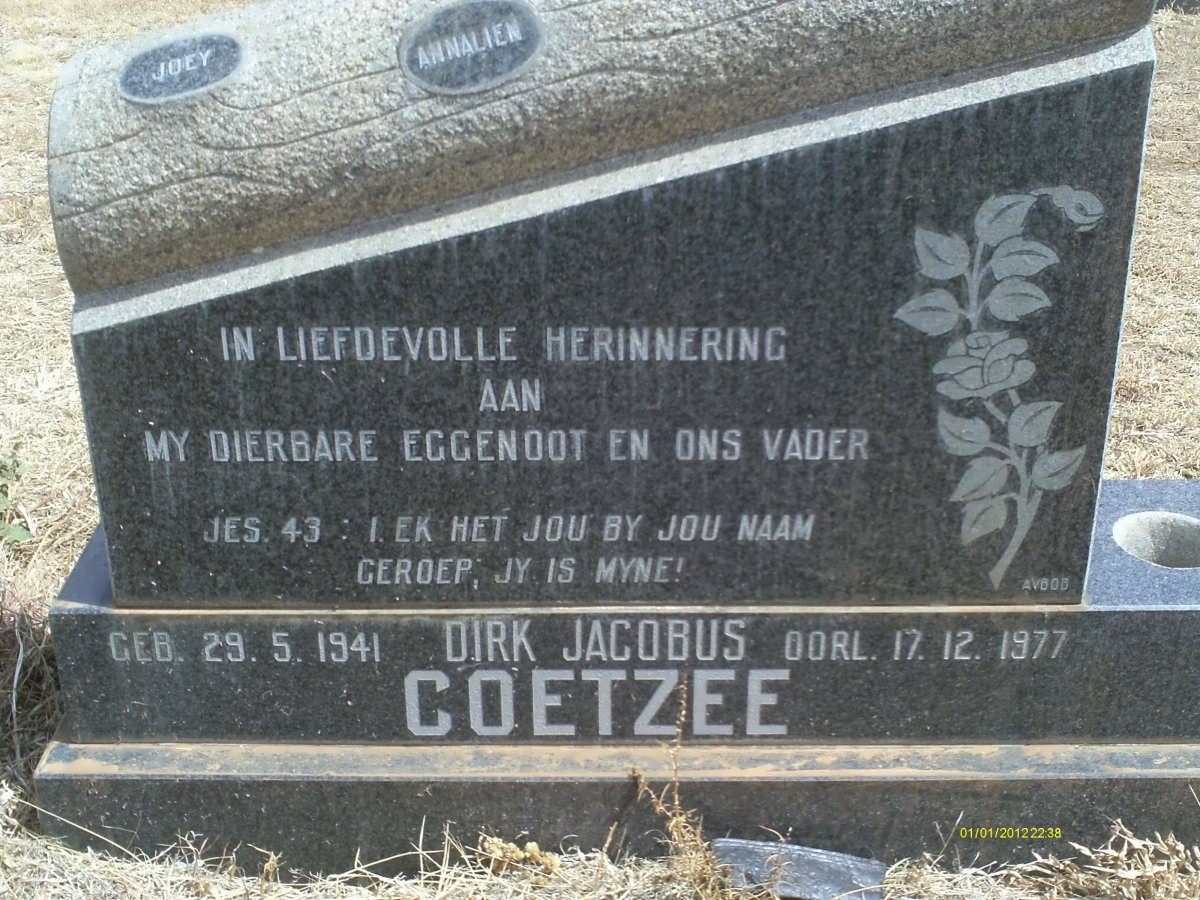 JOEY
ANNALIEN
IN LIEFDEVOLLE HERINNERING
AAN
MY DIERBARE EGGENOOT EN ONS VADER
JES. 43 : 1. EK HET JOU BY JOU NAAM
GEROEP; JY IS MYNE!
AVBOB
GEB. 29. 5. 1941 DIRK JACOBUS OORL. 17. 12. 1977
COETZEE
01/01/2012 22:38